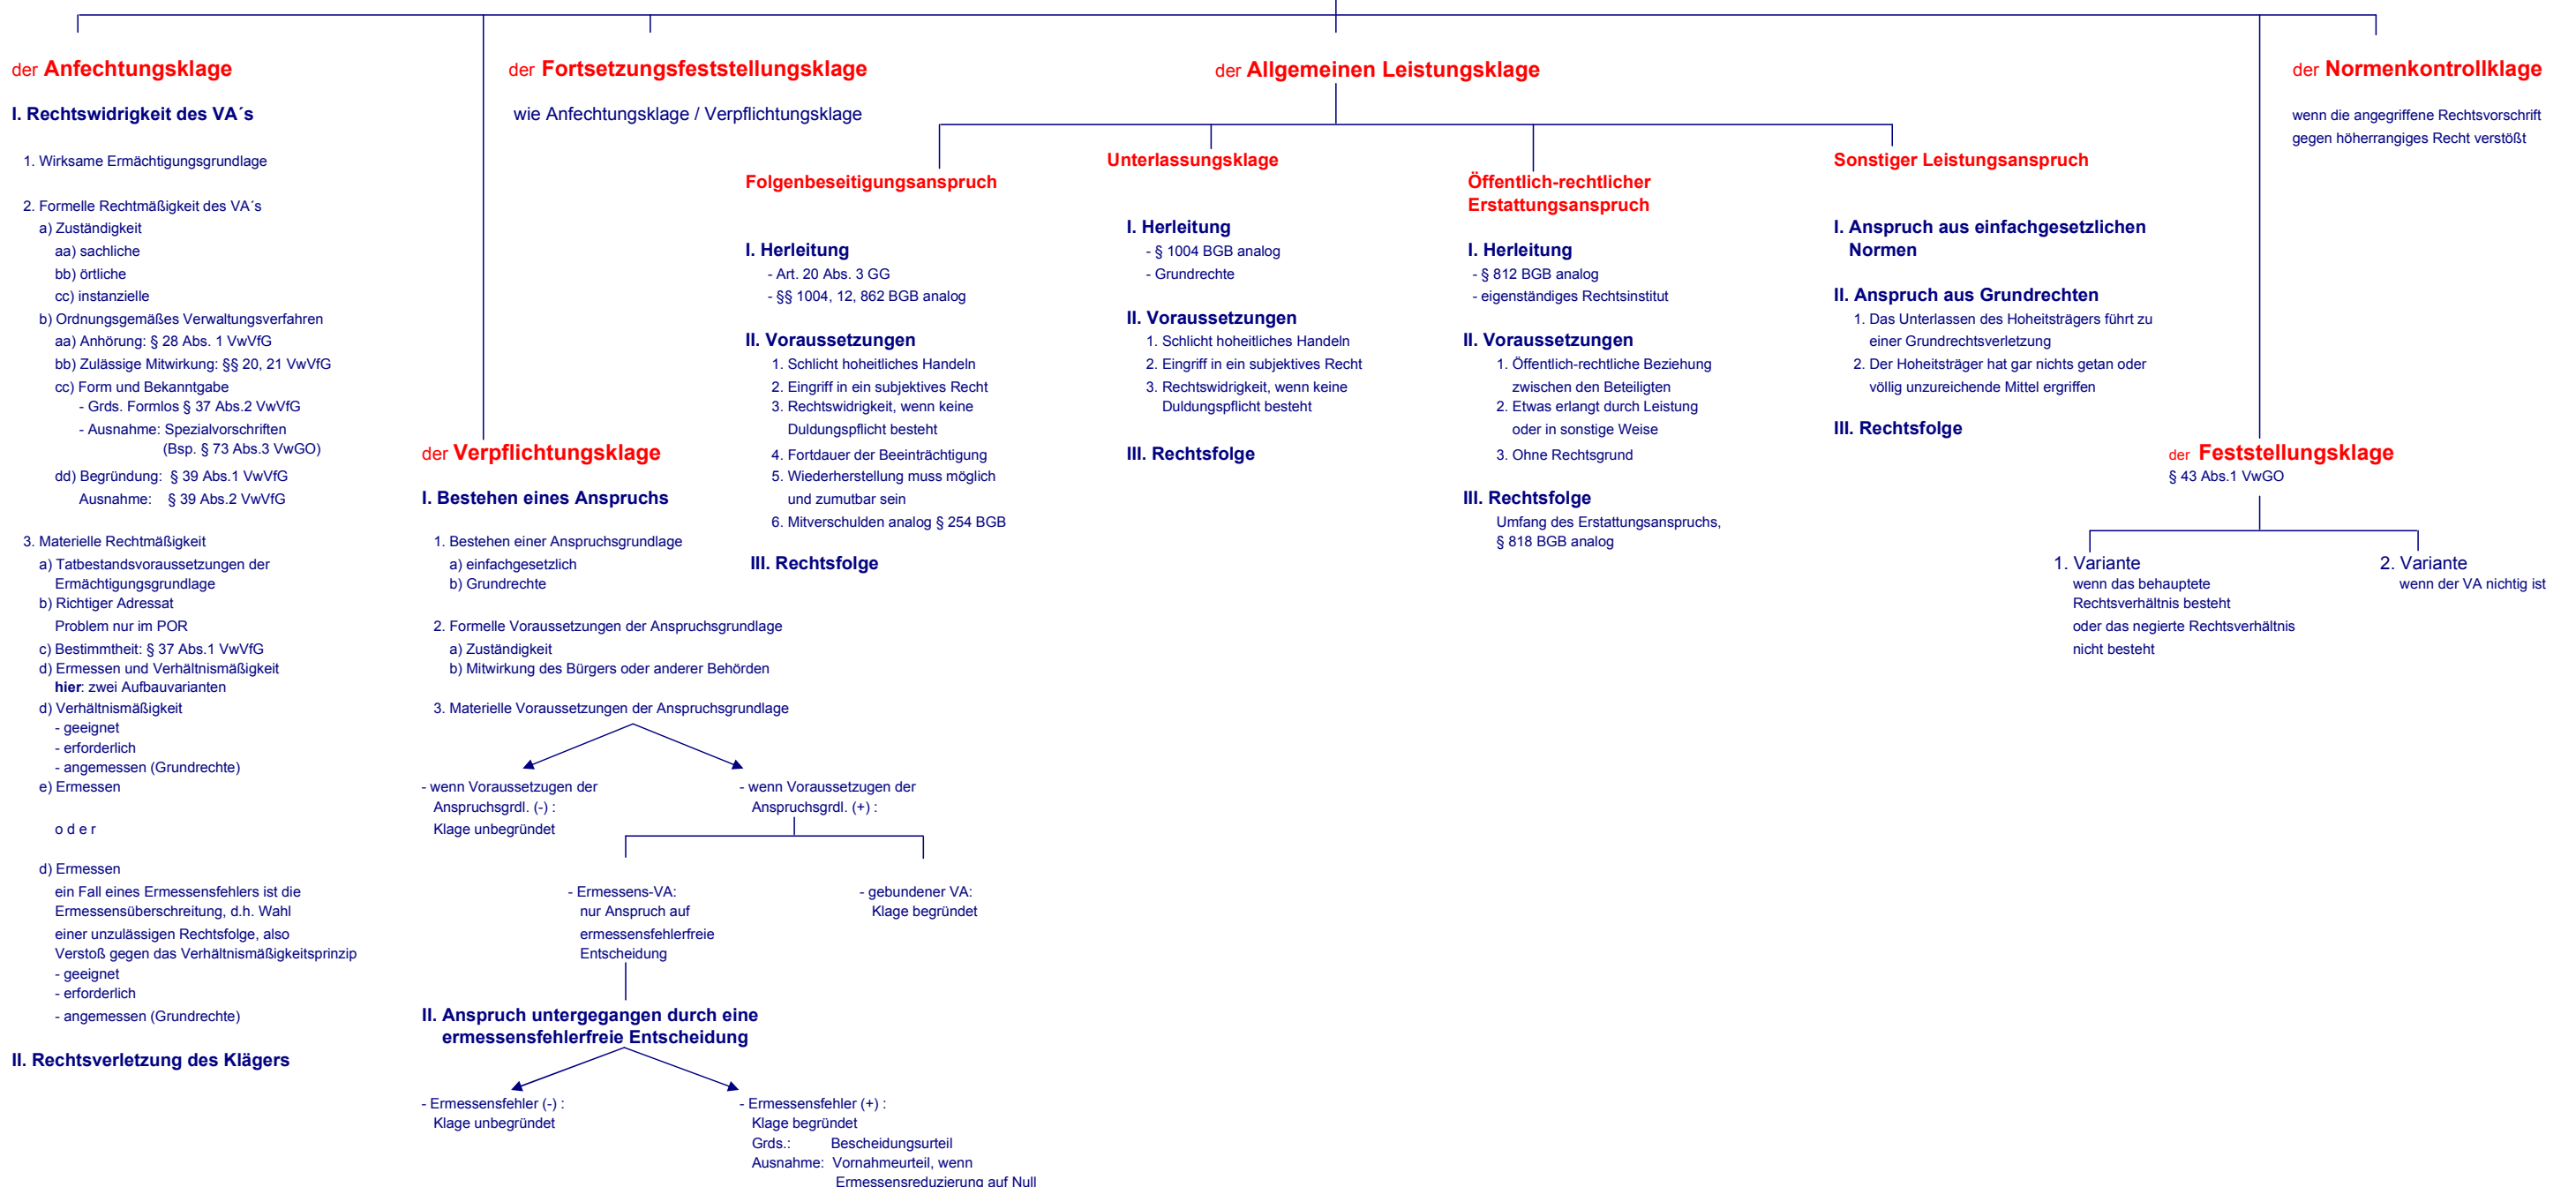 der Anfechtungsklage
I. Rechtswidrigkeit des VA´s
1. Wirksame Ermächtigungsgrundlage
2. Formelle Rechtmäßigkeit des VA´s
a) Zuständigkeit
aa) sachliche
bb) örtliche
cc) instanzielle
b) Ordnungsgemäßes Verwaltungsverfahren
aa) Anhörung: § 28 Abs. 1 VwVfG
bb) Zulässige Mitwirkung: §§ 20, 21 VwVfG
cc) Form und Bekanntgabe
- Grds. Formlos § 37 Abs.2 VwVfG
- Ausnahme: Spezialvorschriften
(Bsp. § 73 Abs.3 VwGO)
dd) Begründung: § 39 Abs.1 VwVfG
Ausnahme: § 39 Abs.2 VwVfG
3. Materielle Rechtmäßigkeit
a) Tatbestandsvoraussetzungen der
Ermächtigungsgrundlage
b) Richtiger Adressat
Problem nur im POR
c) Bestimmtheit: § 37 Abs.1 VwVfG
d) Ermessen und Verhältnismäßigkeit
hier: zwei Aufbauvarianten
d) Verhältnismäßigkeit
- geeignet
- erforderlich
- angemessen (Grundrechte)
e) Ermessen
o d e r
d) Ermessen
ein Fall eines Ermessensfehlers ist die
Ermessensüberschreitung, d.h. Wahl
einer unzulässigen Rechtsfolge, also
Verstoß gegen das Verhältnismäßigkeitsprinzip
- geeignet
- erforderlich
- angemessen (Grundrechte)
II. Rechtsverletzung des Klägers
der Fortsetzungsfeststellungsklage
wie Anfechtungsklage / Verpflichtungsklage
der Verpflichtungsklage
I. Bestehen eines Anspruchs
1. Bestehen einer Anspruchsgrundlage
a) einfachgesetzlich
b) Grundrechte
2. Formelle Voraussetzungen der Anspruchsgrundlage
a) Zuständigkeit
b) Mitwirkung des Bürgers oder anderer Behörden
3. Materielle Voraussetzungen der Anspruchsgrundlage
- wenn Voraussetzugen der
Anspruchsgrdl. (-) :
Klage unbegründet
- wenn Voraussetzugen der
Anspruchsgrdl. (+) :
- Ermessens-VA:
nur Anspruch auf
ermessensfehlerfreie
Entscheidung
- gebundener VA:
Klage begründet
II. Anspruch untergegangen durch eine
ermessensfehlerfreie Entscheidung
- Ermessensfehler (-) :
Klage unbegründet
- Ermessensfehler (+) :
Klage begründet
Grds.: Bescheidungsurteil
Ausnahme: Vornahmeurteil, wenn
Ermessensreduzierung auf Null
der Allgemeinen Leistungsklage
Folgenbeseitigungsanspruch
I. Herleitung
- Art. 20 Abs. 3 GG
- §§ 1004, 12, 862 BGB analog
II. Voraussetzungen
1. Schlicht hoheitliches Handeln
2. Eingriff in ein subjektives Recht
3. Rechtswidrigkeit, wenn keine
Duldungspflicht besteht
4. Fortdauer der Beeinträchtigung
5. Wiederherstellung muss möglich
und zumutbar sein
6. Mitverschulden analog § 254 BGB
III. Rechtsfolge
Unterlassungsklage
I. Herleitung
- § 1004 BGB analog
- Grundrechte
II. Voraussetzungen
1. Schlicht hoheitliches Handeln
2. Eingriff in ein subjektives Recht
3. Rechtswidrigkeit, wenn keine
Duldungspflicht besteht
III. Rechtsfolge
Öffentlich-rechtlicher
Erstattungsanspruch
I. Herleitung
- § 812 BGB analog
- eigenständiges Rechtsinstitut
II. Voraussetzungen
1. Öffentlich-rechtliche Beziehung
zwischen den Beteiligten
2. Etwas erlangt durch Leistung
oder in sonstige Weise
3. Ohne Rechtsgrund
III. Rechtsfolge
Umfang des Erstattungsanspruchs,
§ 818 BGB analog
Sonstiger Leistungsanspruch
I. Anspruch aus einfachgesetzlichen
Normen
II. Anspruch aus Grundrechten
1. Das Unterlassen des Hoheitsträgers führt zu
einer Grundrechtsverletzung
2. Der Hoheitsträger hat gar nichts getan oder
völlig unzureichende Mittel ergriffen
III. Rechtsfolge
der Feststellungsklage
§ 43 Abs.1 VwGO
1. Variante
wenn das behauptete
Rechtsverhältnis besteht
oder das negierte Rechtsverhältnis
nicht besteht
2. Variante
wenn der VA nichtig ist
der Normenkontrollklage
wenn die angegriffene Rechtsvorschrift
gegen höherrangiges Recht verstößt